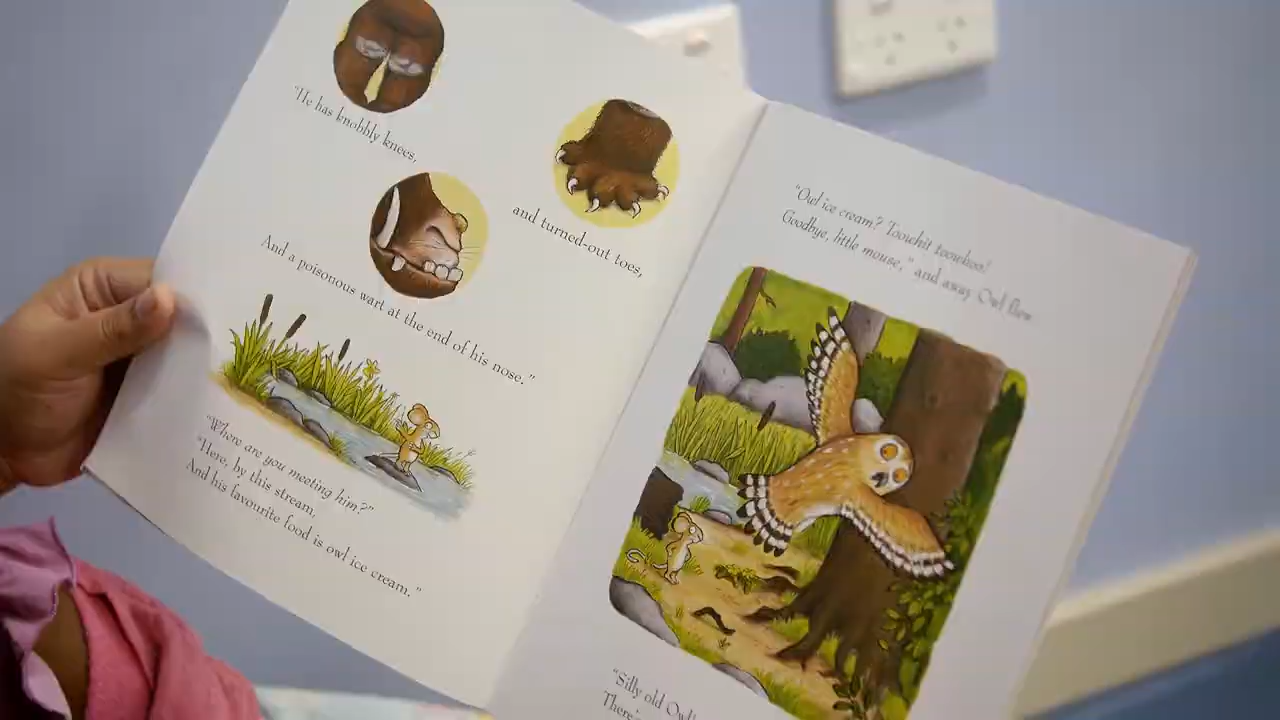 "He has knobbly knees,
and turned-out toes,
And a poisonous wart at the end of his nose."
"Where are you meeting him?"
"Here, by this stream,
And his favourite food is owl ice cream."
"Owl ice cream? Toowhit toowhoo!
Goodbye, little mouse," and away Owl flew.
"Silly old Owl!